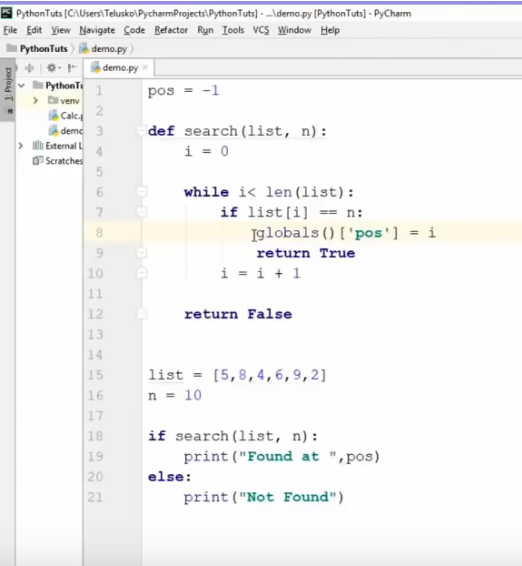 PythonTuts [C:\Users\Telusko\PycharmProjects\PythonTuts] - ...\demo.py [PythonTuts] - PyCharm
File Edit View Navigate Code Refactor Run Tools VCS Window Help
PythonTuts demo.py
1: Project
demo.py
PythonT
venv
Calc.p
demo
External L
Scratches
1 pos = -1
2
3 def search(list, n):
4 i = 0
5
6 while i< len(list):
7 if list[i] == n:
8 globals()['pos'] = i
9 return True
10 i = i + 1
11
12 return False
13
14
15 list = [5,8,4,6,9,2]
16 n = 10
17
18 if search(list, n):
19 print("Found at ",pos)
20 else:
21 print("Not Found")